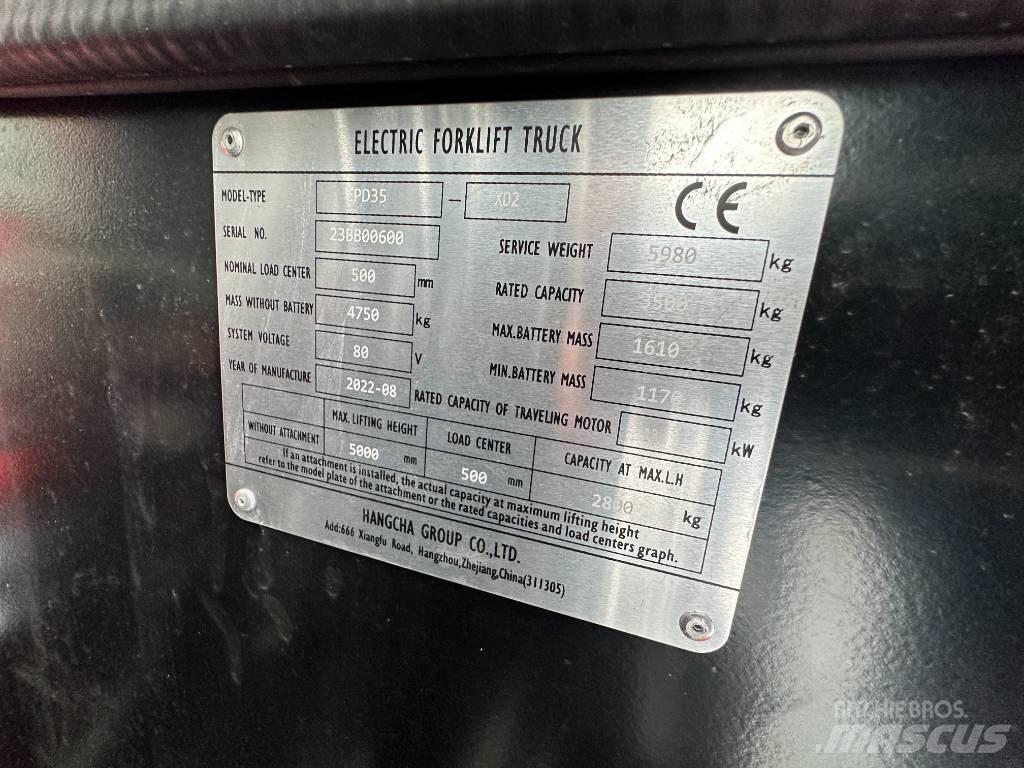 ELECTRIC FORKLIFT TRUCK
MODEL-TYPE CPD35 - XD2 CE
SERIAL NO. 23BB00600
SERVICE WEIGHT 5980 kg
NOMINAL LOAD CENTER 500 mm
RATED CAPACITY kg
MASS WITHOUT BATTERY 4750 kg
MAX.BATTERY MASS 1610 kg
SYSTEM VOLTAGE 80 V
MIN.BATTERY MASS kg
YEAR OF MANUFACTURE 2022-08
RATED CAPACITY OF TRAVELING MOTOR kW
MAX. LIFTING HEIGHT LOAD CENTER CAPACITY AT MAX.L.H
WITHOUT ATTACHMENT 5000 mm 500 mm kg
If an attachment is installed, the actual capacity at maximum lifting height
refer to the model plate of the attachment or the rated capacities and load centers graph.
HANGCHA GROUP CO.,LTD.
Add:666 Xiangfu Road, Hangzhou,Zhejiang,China(311305)
RITCHIE BROS.
MASCUS